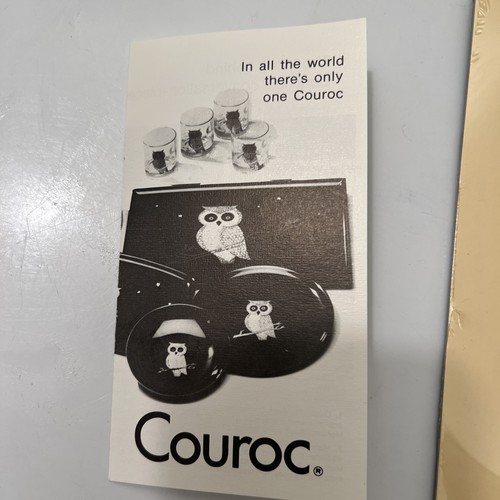 In all the world
there's only
one Couroc
Couroc®